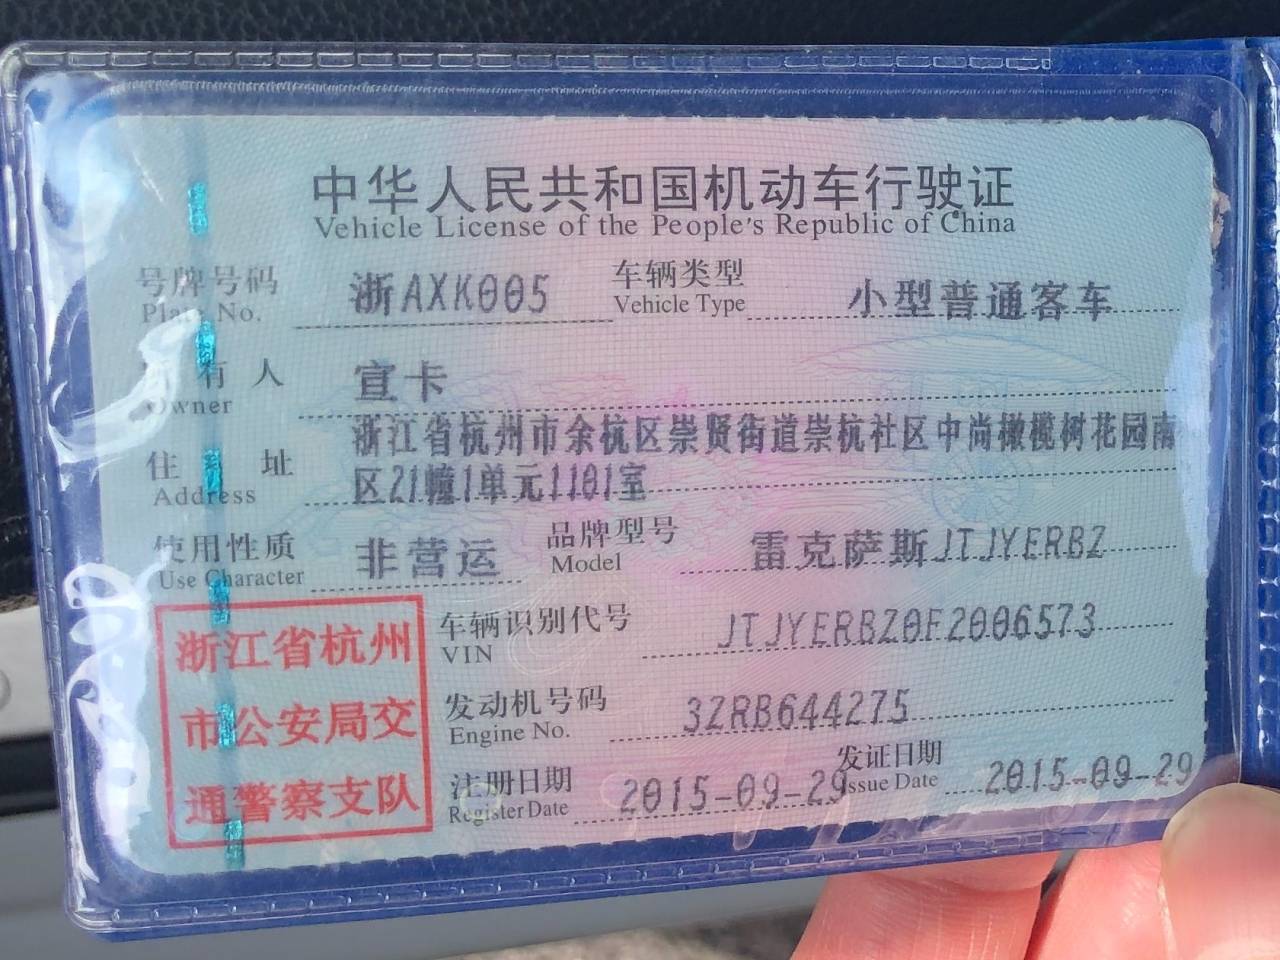 中华人民共和国机动车行驶证
Vehicle License of the People's Republic of China
号牌号码 浙AXK005 车辆类型 小型普通客车
Plate No. Vehicle Type
有人 宣卡
Owner
浙江省杭州市余杭区崇贤街道崇杭社区中尚橄榄树花园南
住址 区21幢1单元1101室
Address
使用性质 非营运 品牌型号 雷克萨斯JTJYERBZ
Use Character Model
浙江省杭州 车辆识别代号 JTJYERBZ0F2006573
VIN
市公安局交 发动机号码 3ZRB644275
Engine No.
通警察支队 注册日期 2015-09-29 发证日期 2015-09-29
Register Date Issue Date